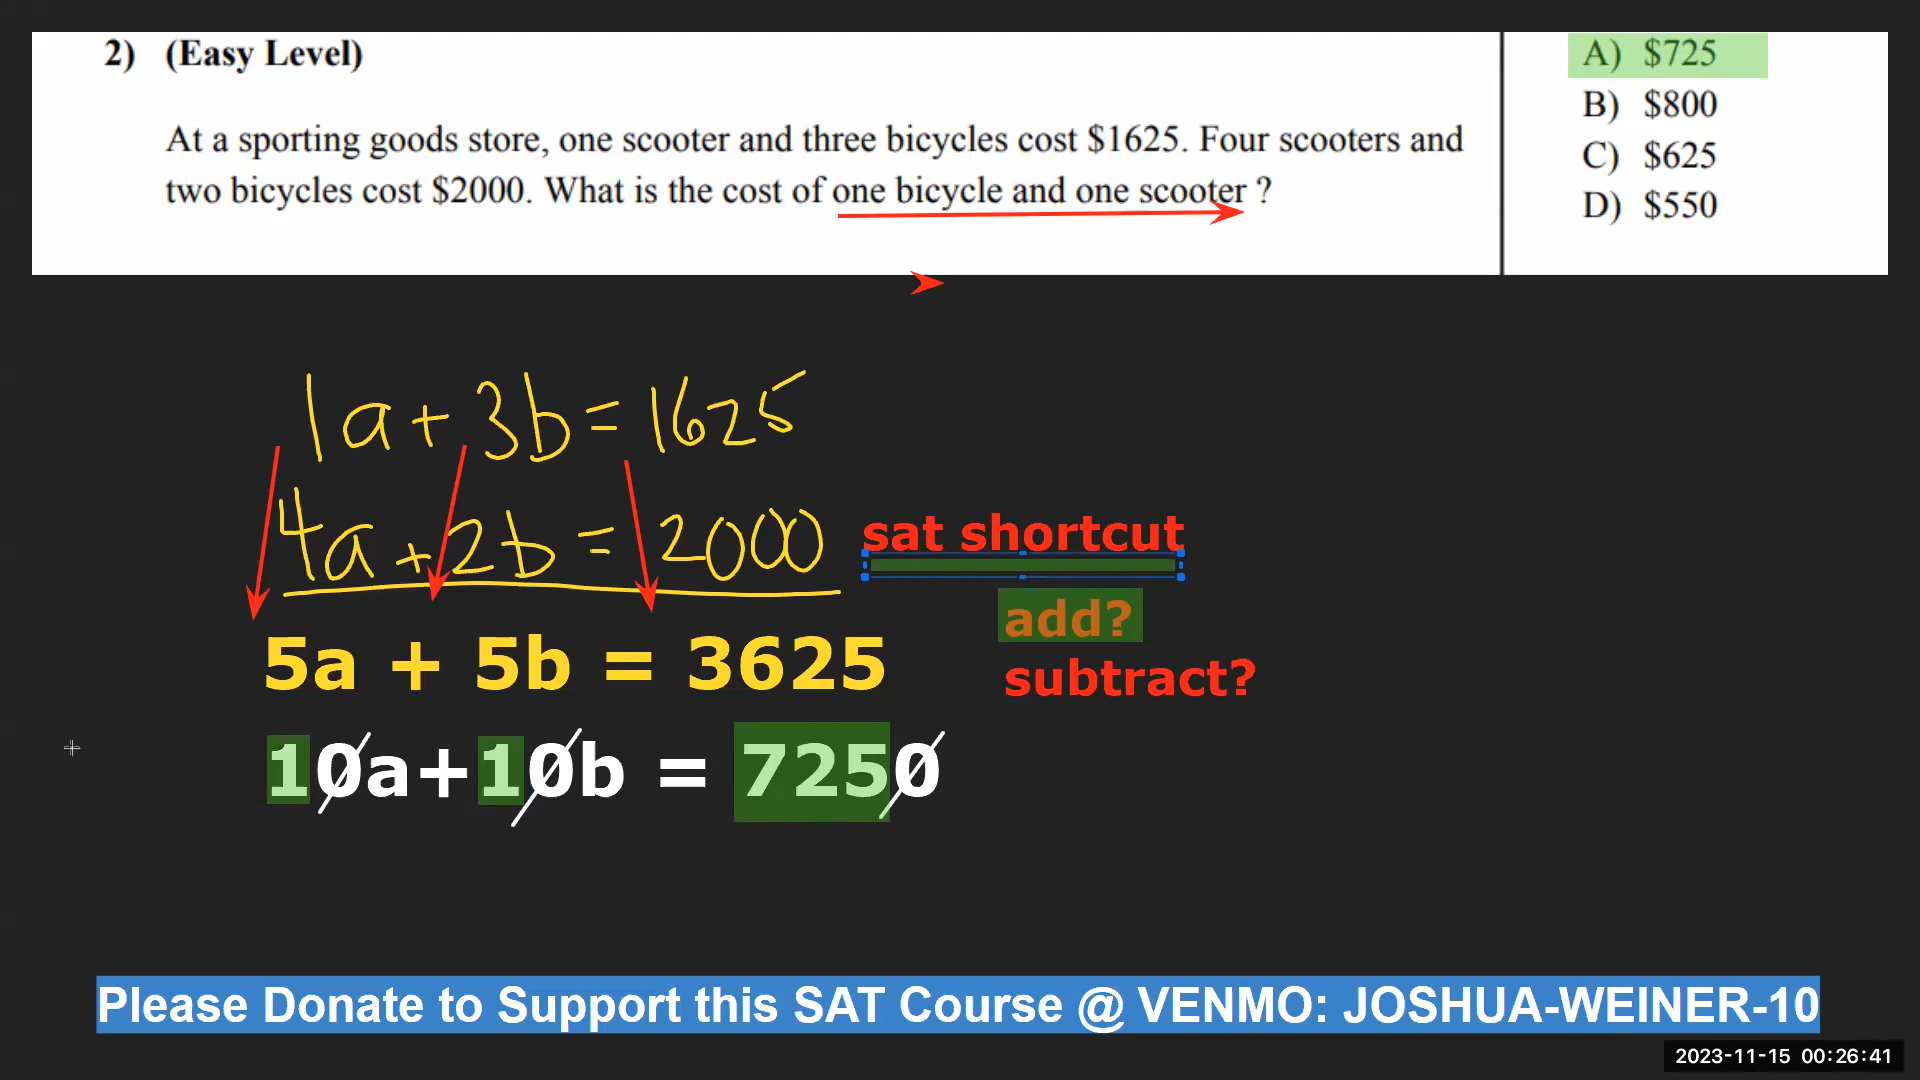 2) (Easy Level)
At a sporting goods store, one scooter and three bicycles cost $1625. Four scooters and
two bicycles cost $2000. What is the cost of one bicycle and one scooter ?
A) $725
B) $800
C) $625
D) $550
1a + 3b = 1625
4a + 2b = 2000
sat shortcut
add?
subtract?
5a + 5b = 3625
10a+10b = 7250
Please Donate to Support this SAT Course @ VENMO: JOSHUA-WEINER-10
2023-11-15 00:26:41